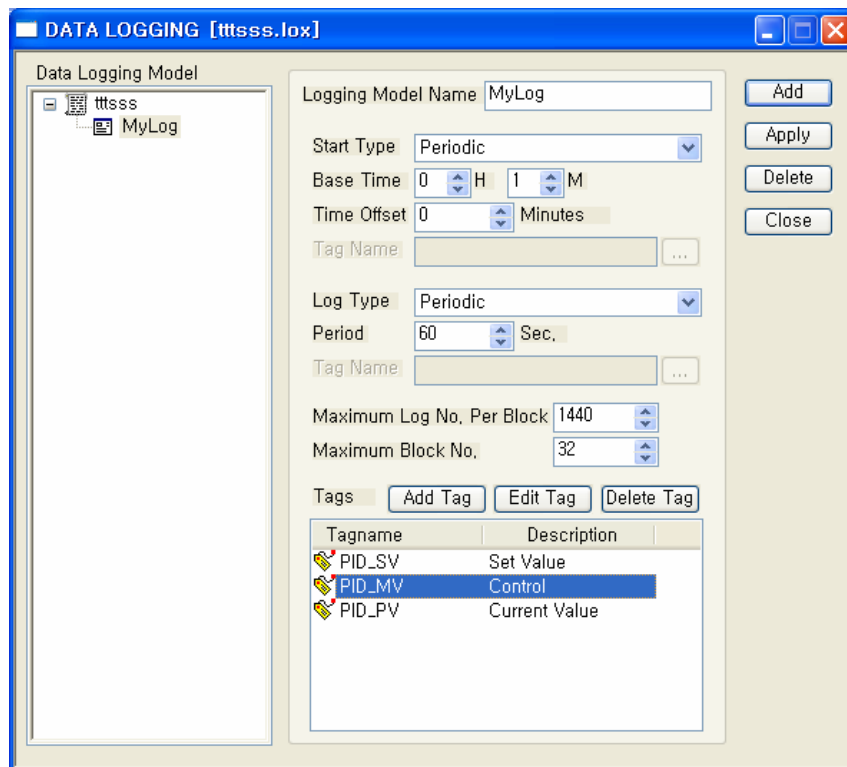 DATA LOGGING [tttsss.lox]
Data Logging Model
tttsss
MyLog
Logging Model Name MyLog
Start Type Periodic
Base Time 0 H 1 M
Time Offset 0 Minutes
Tag Name ...
Log Type Periodic
Period 60 Sec,
Tag Name ...
Maximum Log No, Per Block 1440
Maximum Block No, 32
Tags Add Tag Edit Tag Delete Tag
Tagname Description
PID_SV Set Value
PID_MV Control
PID_PV Current Value
Add
Apply
Delete
Close